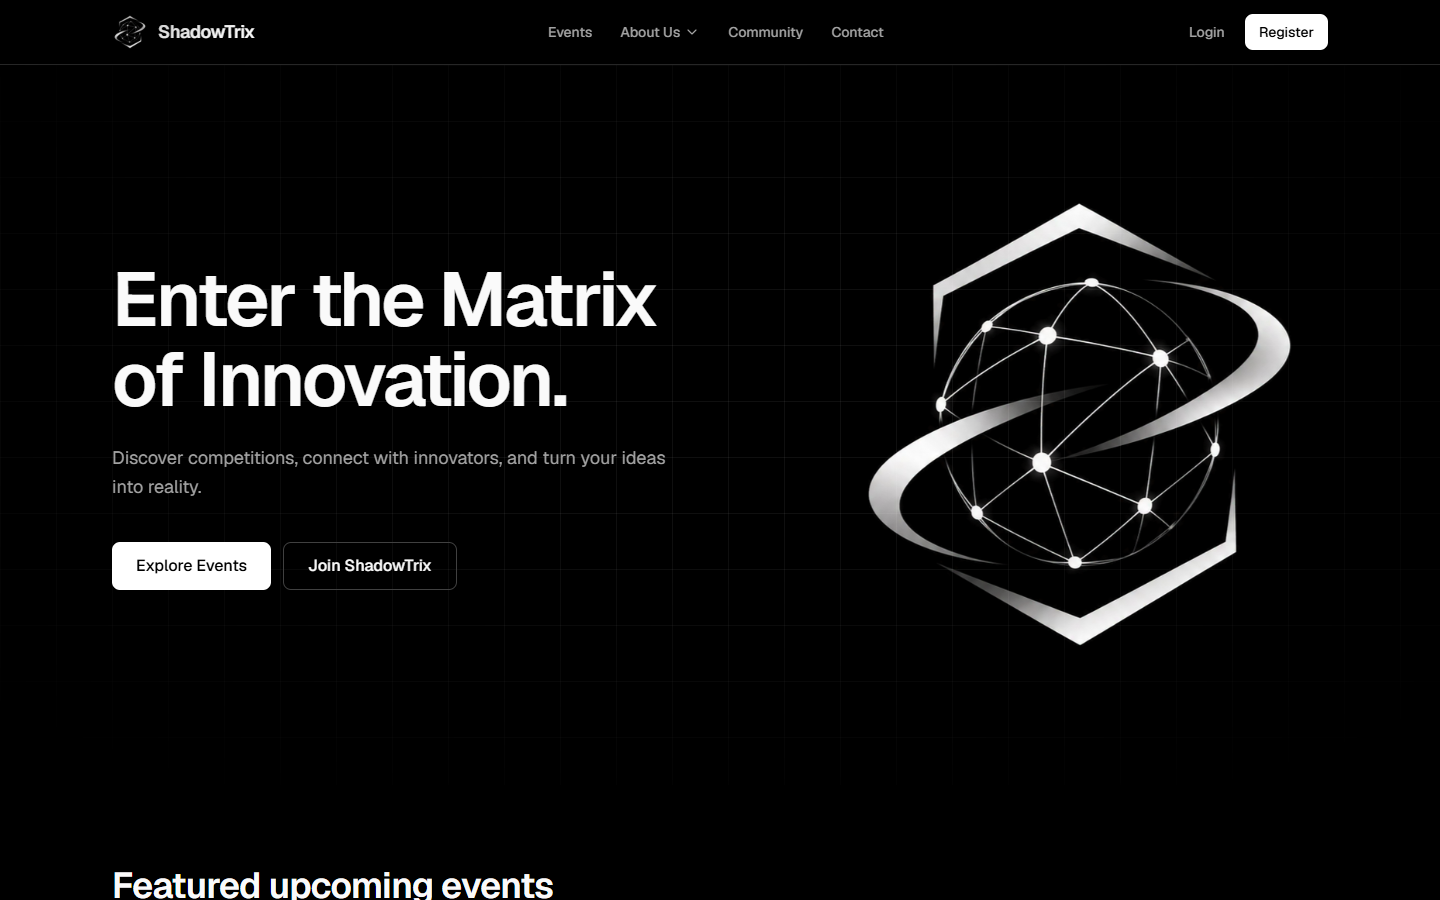 ShadowTrix
Events
About Us
Community
Contact
Login
Register
Enter the Matrix
of Innovation.
Discover competitions, connect with innovators, and turn your ideas
into reality.
Explore Events
Join ShadowTrix
Featured upcoming events